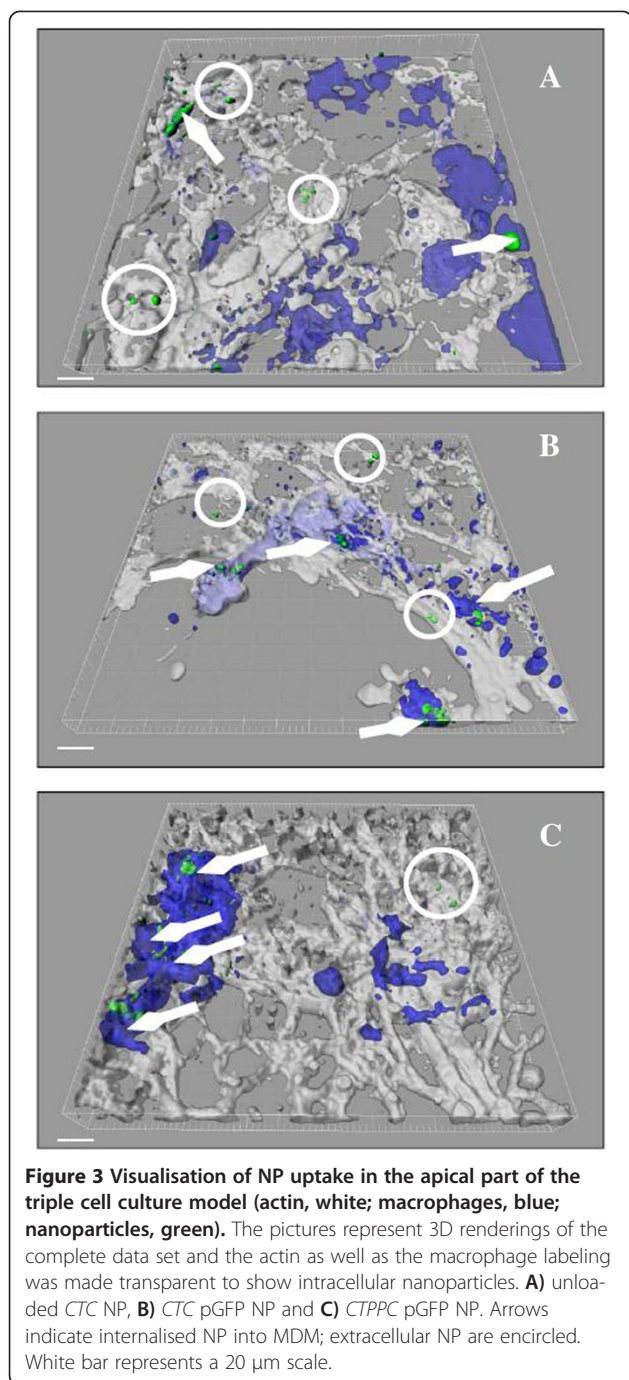 A
B
C
Figure 3 Visualisation of NP uptake in the apical part of the
triple cell culture model (actin, white; macrophages, blue;
nanoparticles, green). The pictures represent 3D renderings of the
complete data set and the actin as well as the macrophage labeling
was made transparent to show intracellular nanoparticles. A) unloa-
ded CTC NP, B) CTC pGFP NP and C) CTPPC pGFP NP. Arrows
indicate internalised NP into MDM; extracellular NP are encircled.
White bar represents a 20 μm scale.